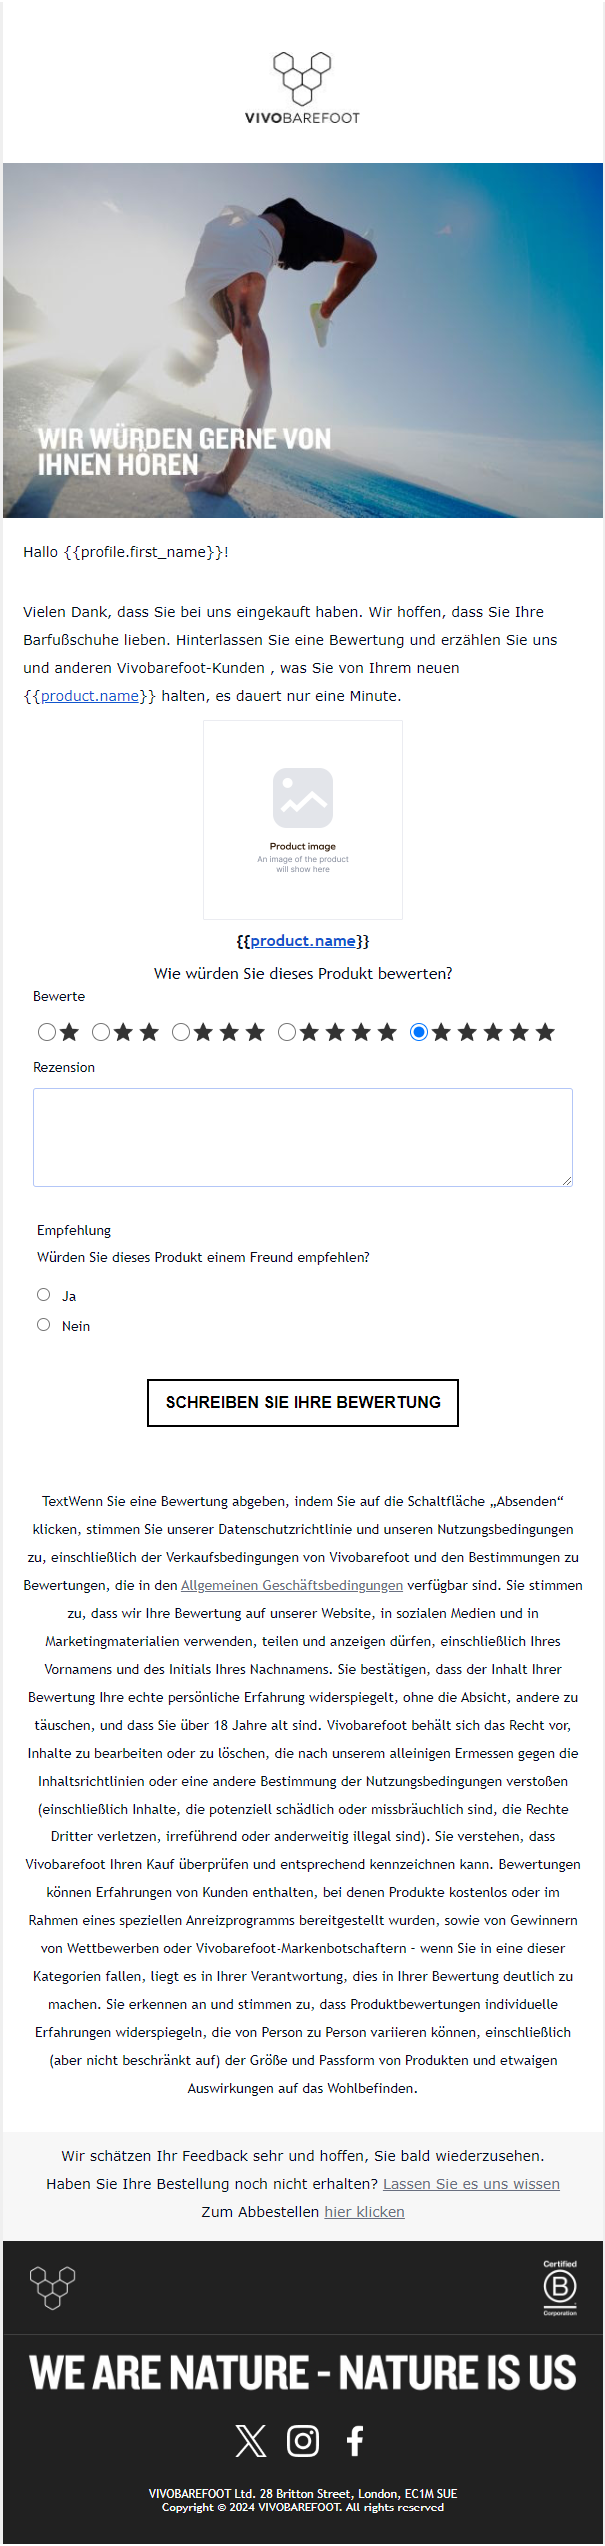 VIVOBAREFOOT
WIR WÜRDEN GERNE VON
IHNEN HÖREN
Hallo {{profile.first_name}}!
Vielen Dank, dass Sie bei uns eingekauft haben. Wir hoffen, dass Sie Ihre
Barfußschuhe lieben. Hinterlassen Sie eine Bewertung und erzählen Sie uns
und anderen Vivobarefoot-Kunden , was Sie von Ihrem neuen
{{product.name}} halten, es dauert nur eine Minute.
Product image
An image of the product
will show here
{{product.name}}
Wie würden Sie dieses Produkt bewerten?
Bewerte
Rezension
Empfehlung
Würden Sie dieses Produkt einem Freund empfehlen?
Ja
Nein
SCHREIBEN SIE IHRE BEWERTUNG
TextWenn Sie eine Bewertung abgeben, indem Sie auf die Schaltfläche „Absenden“
klicken, stimmen Sie unserer Datenschutzrichtlinie und unseren Nutzungsbedingungen
zu, einschließlich der Verkaufsbedingungen von Vivobarefoot und den Bestimmungen zu
Bewertungen, die in den Allgemeinen Geschäftsbedingungen verfügbar sind. Sie stimmen
zu, dass wir Ihre Bewertung auf unserer Website, in sozialen Medien und in
Marketingmaterialien verwenden, teilen und anzeigen dürfen, einschließlich Ihres
Vornamens und des Initials Ihres Nachnamens. Sie bestätigen, dass der Inhalt Ihrer
Bewertung Ihre echte persönliche Erfahrung widerspiegelt, ohne die Absicht, andere zu
täuschen, und dass Sie über 18 Jahre alt sind. Vivobarefoot behält sich das Recht vor,
Inhalte zu bearbeiten oder zu löschen, die nach unserem alleinigen Ermessen gegen die
Inhaltsrichtlinien oder eine andere Bestimmung der Nutzungsbedingungen verstoßen
(einschließlich Inhalte, die potenziell schädlich oder missbräuchlich sind, die Rechte
Dritter verletzen, irreführend oder anderweitig illegal sind). Sie verstehen, dass
Vivobarefoot Ihren Kauf überprüfen und entsprechend kennzeichnen kann. Bewertungen
können Erfahrungen von Kunden enthalten, bei denen Produkte kostenlos oder im
Rahmen eines speziellen Anreizprogramms bereitgestellt wurden, sowie von Gewinnern
von Wettbewerben oder Vivobarefoot-Markenbotschaftern - wenn Sie in eine dieser
Kategorien fallen, liegt es in Ihrer Verantwortung, dies in Ihrer Bewertung deutlich zu
machen. Sie erkennen an und stimmen zu, dass Produktbewertungen individuelle
Erfahrungen widerspiegeln, die von Person zu Person variieren können, einschließlich
(aber nicht beschränkt auf) der Größe und Passform von Produkten und etwaigen
Auswirkungen auf das Wohlbefinden.
Wir schätzen Ihr Feedback sehr und hoffen, Sie bald wiederzusehen.
Haben Sie Ihre Bestellung noch nicht erhalten? Lassen Sie es uns wissen
Zum Abbestellen hier klicken
Certified
B
Corporation
WE ARE NATURE - NATURE IS US
VIVOBAREFOOT Ltd. 28 Britton Street, London, EC1M 5UE
Copyright © 2024 VIVOBAREFOOT. All rights reserved